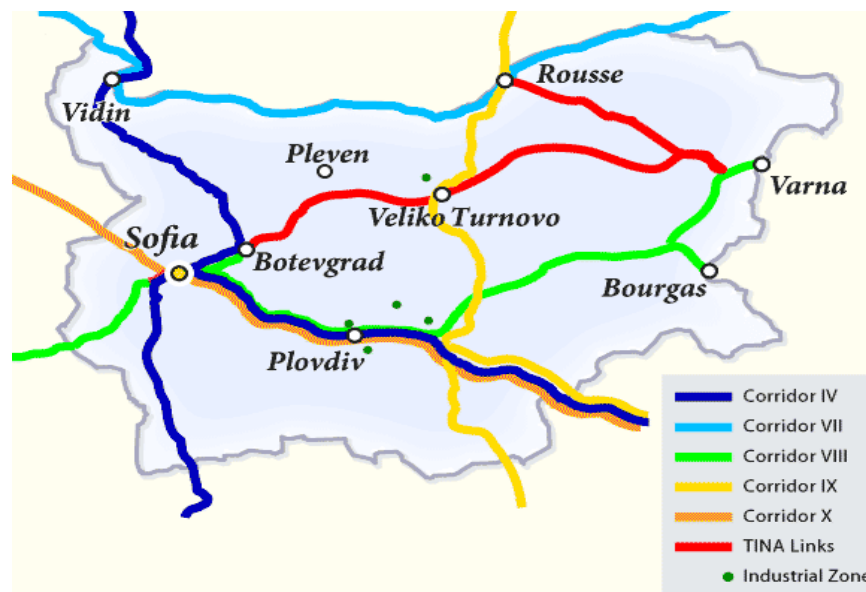 Rousse
Vidin
Pleven
Varna
Veliko Turnovo
Sofia
Botevgrad
Bourgas
Plovdiv
Corridor IV
Corridor VII
Corridor VIII
Corridor IX
Corridor X
TINA Links
Industrial Zone